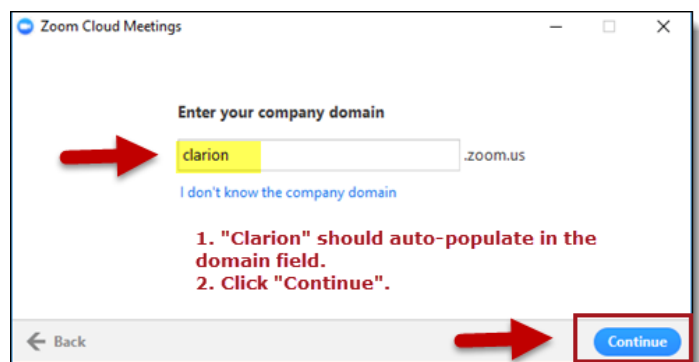 Zoom Cloud Meetings
Enter your company domain
clarion .zoom.us
I don't know the company domain
1. "Clarion" should auto-populate in the
domain field.
2. Click "Continue".
Back Continue